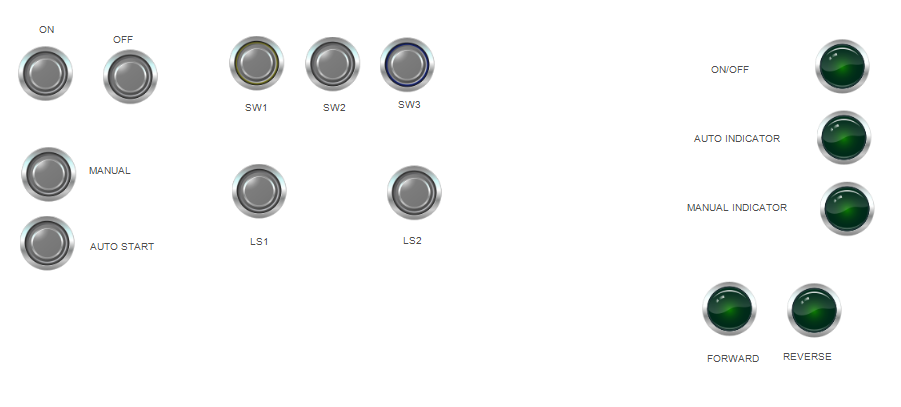 ON
OFF
SW1
SW2
SW3
ON/OFF
AUTO INDICATOR
MANUAL
MANUAL INDICATOR
AUTO START
LS1
LS2
FORWARD
REVERSE